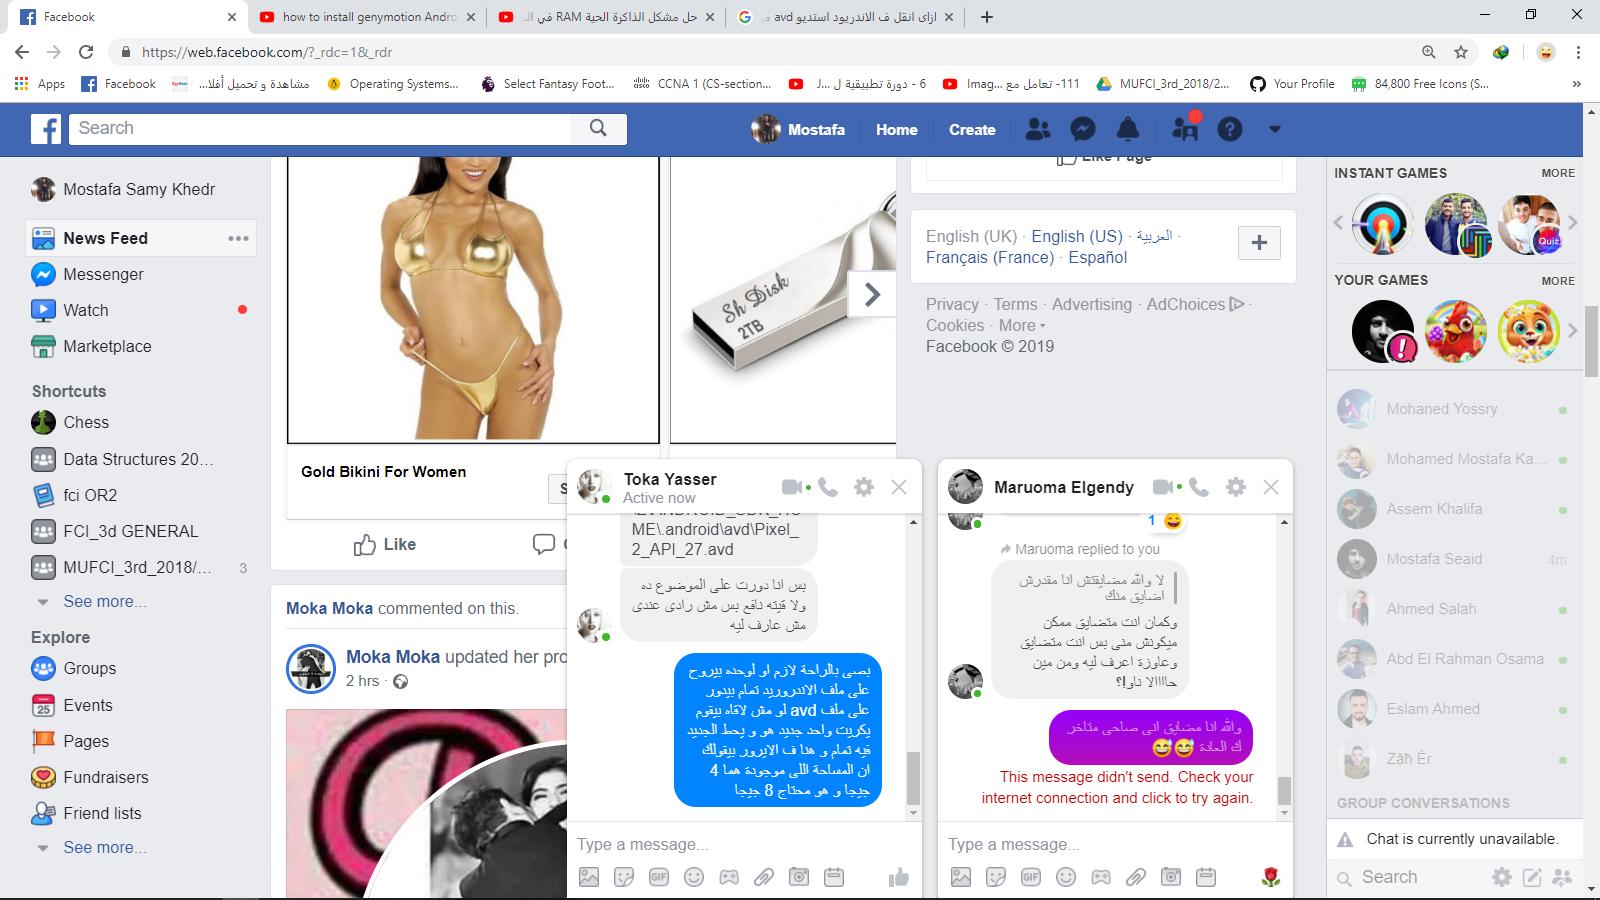 Facebook
how to install genymotion Andro
حل مشكل الذاكرة الحية RAM في ال
ازاى انقل ف الاندريود استديو avd م
https://web.facebook.com/?_rdc=1&_rdr
Apps
Facebook
مشاهدة و تحميل أفلا...
Operating Systems...
Select Fantasy Foot...
CCNA 1 (CS-section...
6 - دورة تطبيقية ل ...J
111- تعامل مع ...Imag
MUFCI_3rd_2018/2...
Your Profile
84,800 Free Icons (S...
Search
Mostafa
Home
Create
Mostafa Samy Khedr
News Feed
Messenger
Watch
Marketplace
Shortcuts
Chess
Data Structures 20...
fci OR2
FCI_3d GENERAL
MUFCI_3rd_2018/... 3
See more...
Explore
Groups
Events
Pages
Fundraisers
Friend lists
See more...
Sh Disk
2TB
Gold Bikini For Women
S
Like
Moka Moka commented on this.
Moka Moka updated her pro
2 hrs ·
Like Page
English (UK) · English (US) · العربية ·
Français (France) · Español
Privacy · Terms · Advertising · AdChoices ·
Cookies · More
Facebook © 2019
Toka Yasser
Active now
\E\ANDROID_SDK_HO
ME\.android\avd\Pixel_
2_API_27.avd
بس انا دورت على الموضوع ده
ولا قيته نافع بس مش رادى عندى
مش عارف ليه
بصى بالراحة لازم او لوحده بيروح
على ملف الاندرويد تمام بيدور
على ملف avd لو مش لاقاه بيقوم
يكريت واحد جديد هو و يحط الجديد
فيه تمام و هنا ف الايرور بيقولك
ان المساحة اللى موجودة هما 4
جيجا و هو محتاج 8 جيجا
Type a message...
GIF
Maruoma Elgendy
1
Maruoma replied to you
لا والله مضايقتش انا مقدرش
اضايق منك
وكمان انت متضايق ممكن
ميكونش منى بس انت متضايق
وعاوزة اعرف ليه ومن مين
حااااالا ناو!؟
والله انا مضايق انى صاحى متاخر
ك العادة
This message didn't send. Check your
internet connection and click to try again.
Type a message...
GIF
INSTANT GAMES
MORE
Quiz
YOUR GAMES
MORE
Mohaned Yossry
Mohamed Mostafa Ka...
Assem Khalifa
Mostafa Seaid 4m
Ahmed Salah
Abd El Rahman Osama
Eslam Ahmed
Zậħ Èr
GROUP CONVERSATIONS
Chat is currently unavailable.
Search